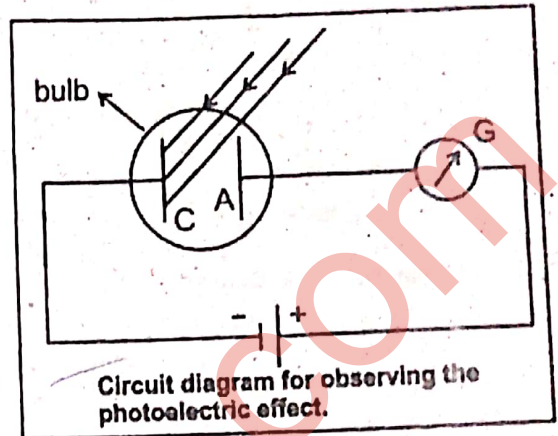 bulb
G
C
A
- +
com
Circuit diagram for observing the
photoelectric effect.